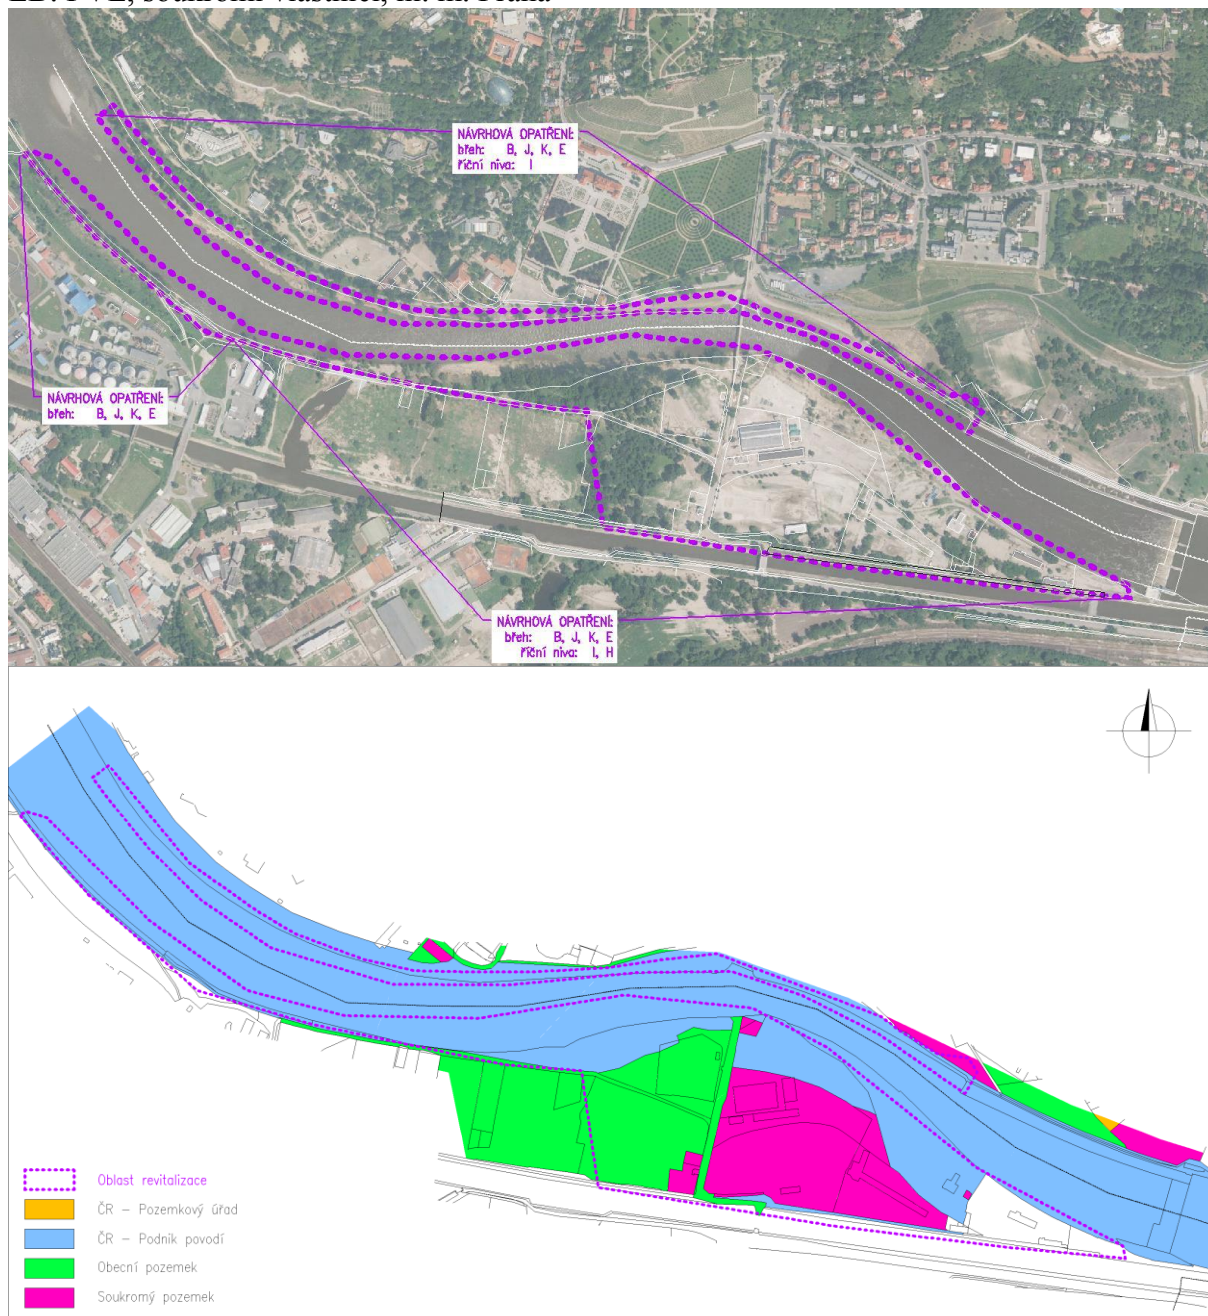 NÁVRHOVÁ OPATŘENÍ:
břeh: B, J, K, E
říční niva: I
NÁVRHOVÁ OPATŘENÍ:
břeh: B, J, K, E
NÁVRHOVÁ OPATŘENÍ:
břeh: B, J, K, E
říční niva: I, H
Oblast revitalizace
ČR – Pozemkový úřad
ČR – Podnik povodí
Obecní pozemek
Soukromý pozemek